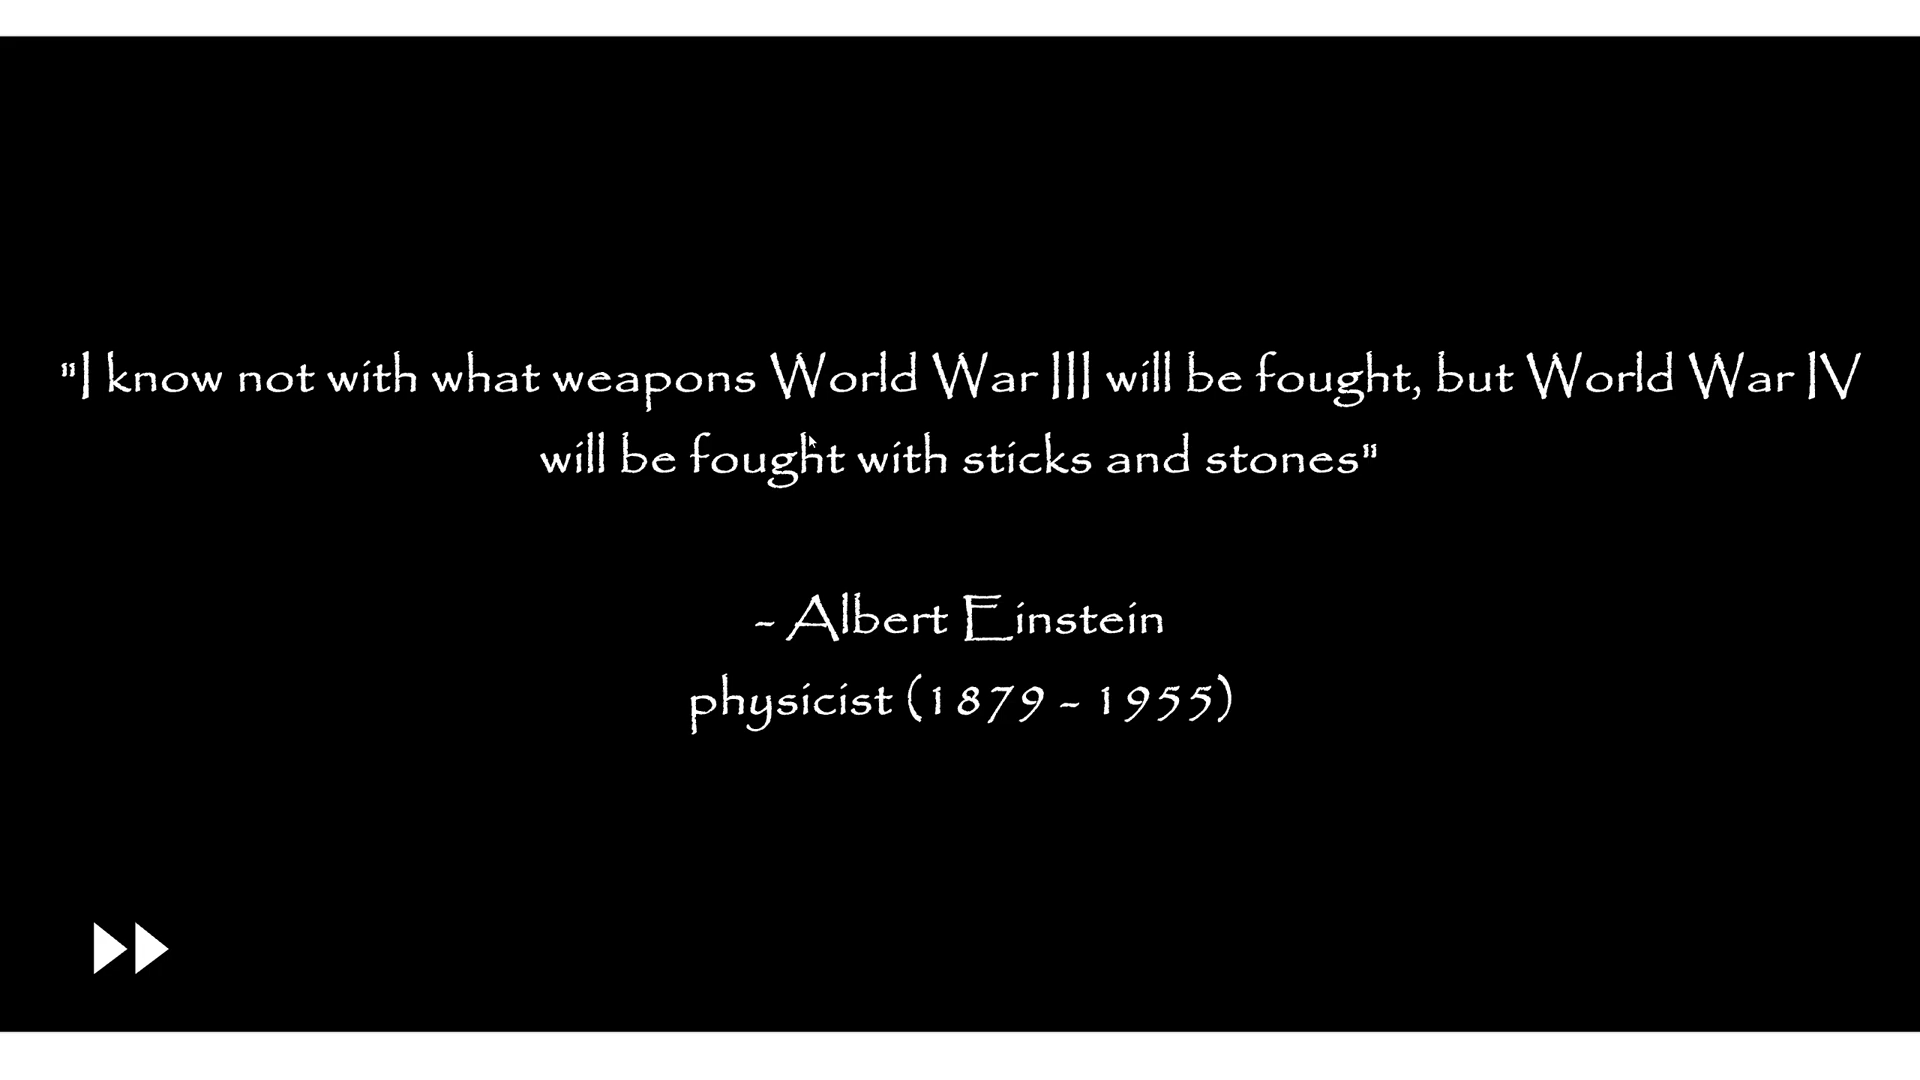 "I know not with what weapons World War III will be fought, but World War IV
will be fought with sticks and stones"
- Albert Einstein
physicist (1879 - 1955)